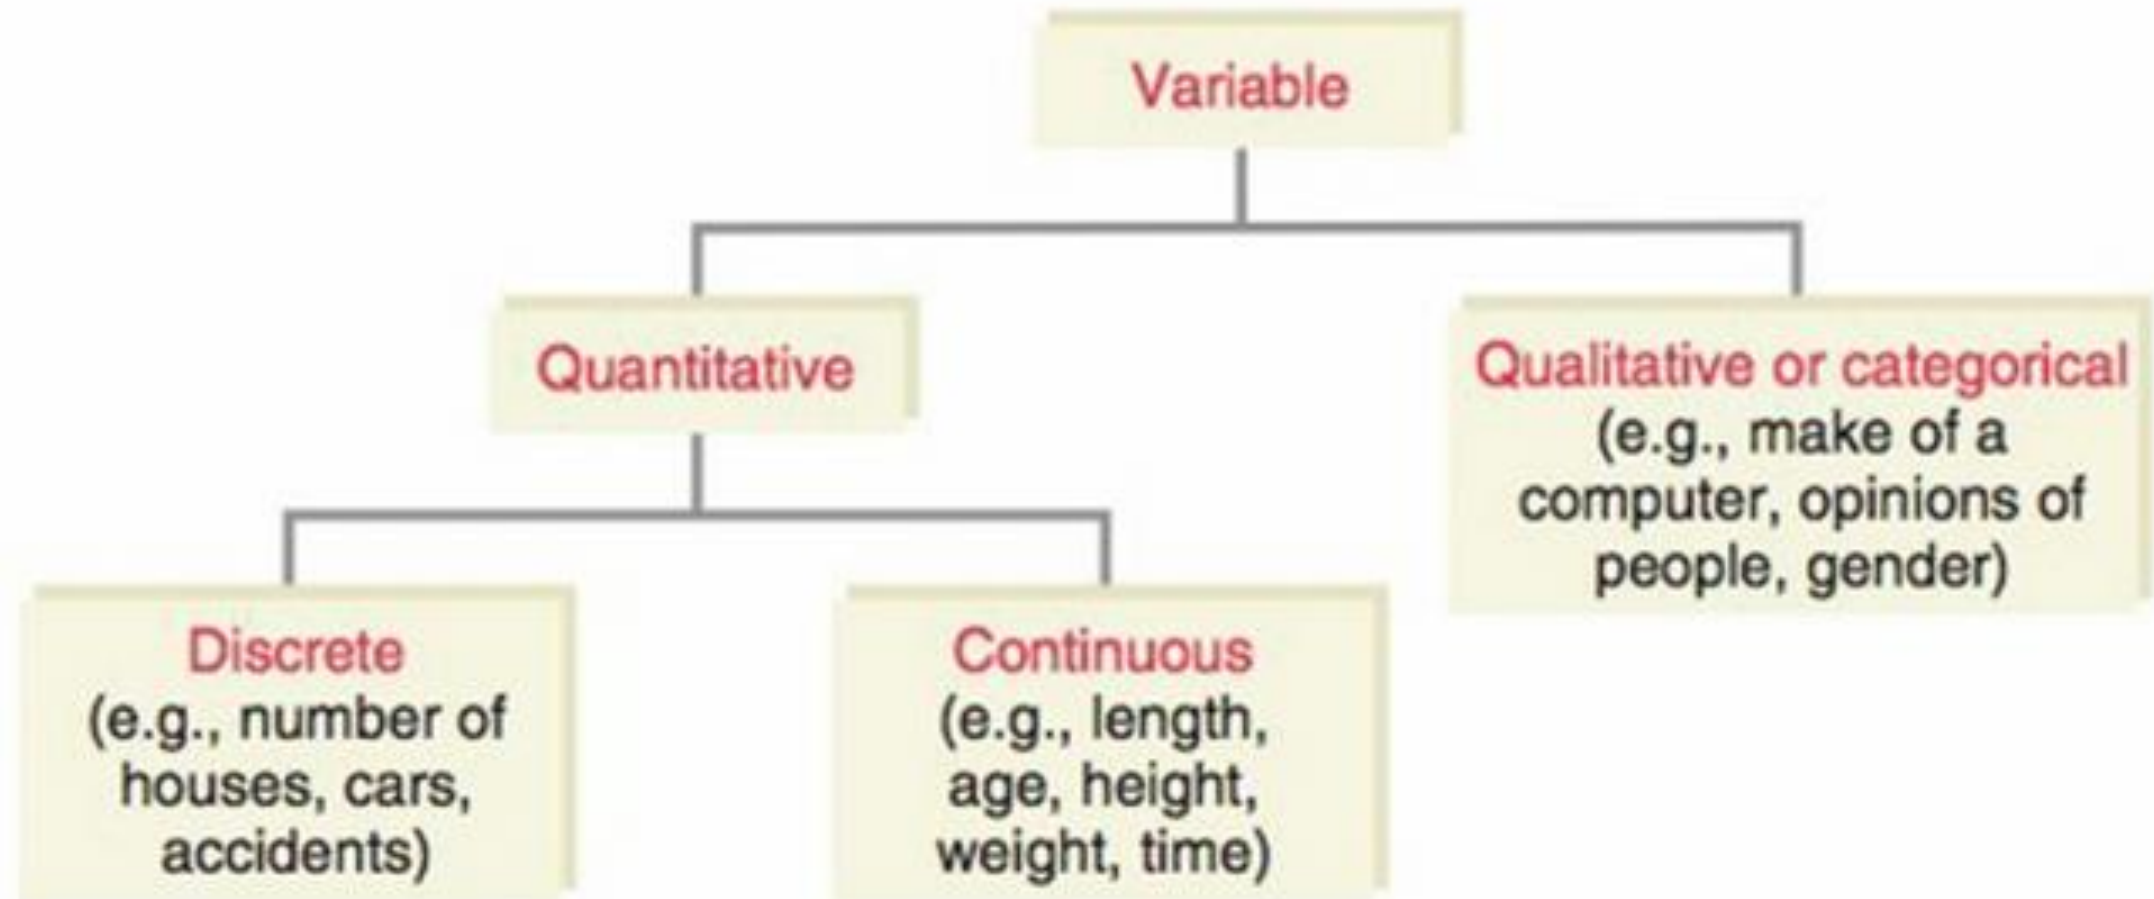 Variable
Quantitative
Qualitative or categorical
(e.g., make of a
computer, opinions of
people, gender)
Discrete
(e.g., number of
houses, cars,
accidents)
Continuous
(e.g., length,
age, height,
weight, time)